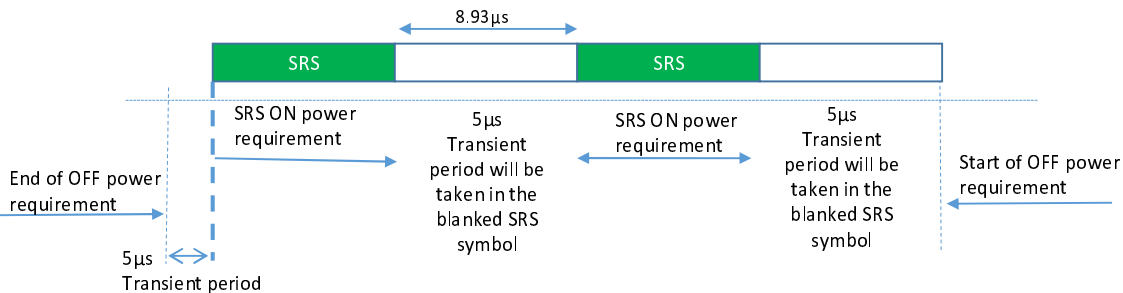 8.93µs
SRS
SRS
SRS ON power
requirement
5µs
Transient
period will be
taken in the
blanked SRS
symbol
SRS ON power
requirement
5µs
Transient
period will be
taken in the
blanked SRS
symbol
Start of OFF power
requirement
End of OFF power
requirement
5µs
Transient period